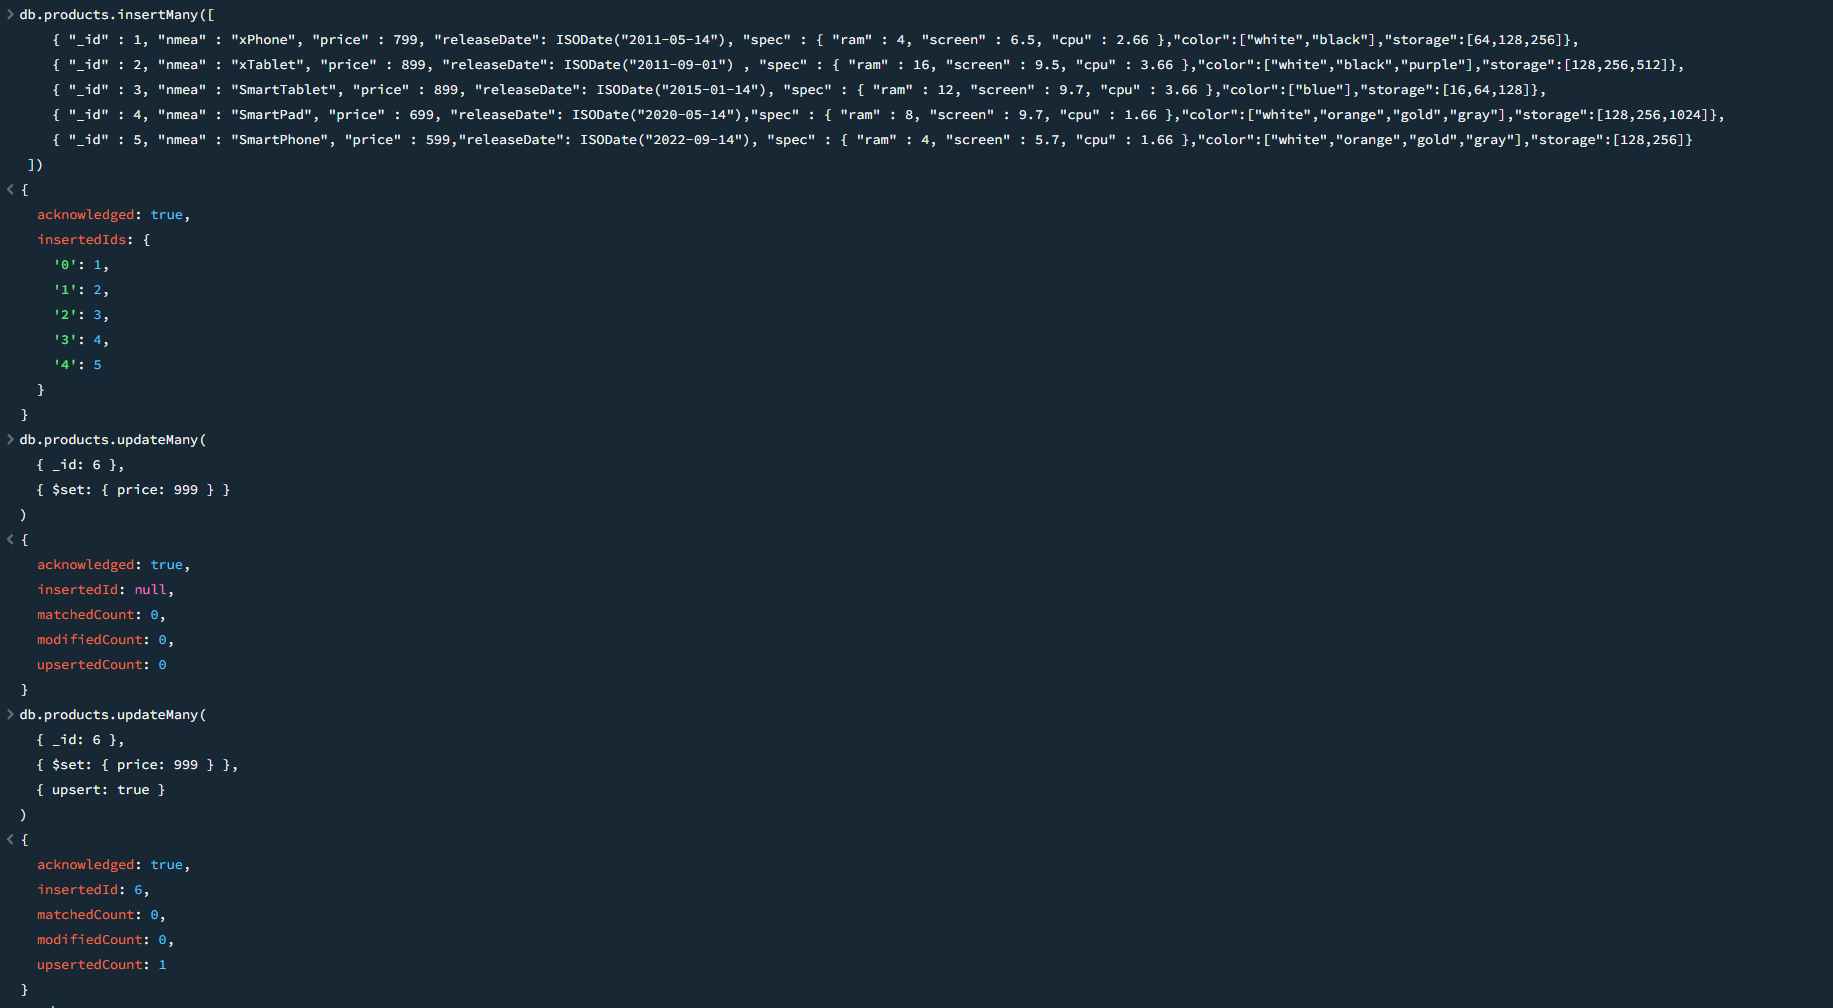 > db.products.insertMany([
{ "_id" : 1, "nmea" : "xPhone", "price" : 799, "releaseDate": ISODate("2011-05-14"), "spec" : { "ram" : 4, "screen" : 6.5, "cpu" : 2.66 },"color":["white","black"],"storage":[64,128,256]},
{ "_id" : 2, "nmea" : "xTablet", "price" : 899, "releaseDate": ISODate("2011-09-01") , "spec" : { "ram" : 16, "screen" : 9.5, "cpu" : 3.66 },"color":["white","black","purple"],"storage":[128,256,512]},
{ "_id" : 3, "nmea" : "SmartTablet", "price" : 899, "releaseDate": ISODate("2015-01-14"), "spec" : { "ram" : 12, "screen" : 9.7, "cpu" : 3.66 },"color":["blue"],"storage":[16,64,128]},
{ "_id" : 4, "nmea" : "SmartPad", "price" : 699, "releaseDate": ISODate("2020-05-14"),"spec" : { "ram" : 8, "screen" : 9.7, "cpu" : 1.66 },"color":["white","orange","gold","gray"],"storage":[128,256,1024]},
{ "_id" : 5, "nmea" : "SmartPhone", "price" : 599,"releaseDate": ISODate("2022-09-14"), "spec" : { "ram" : 4, "screen" : 5.7, "cpu" : 1.66 },"color":["white","orange","gold","gray"],"storage":[128,256]}
])
< {
acknowledged: true,
insertedIds: {
'0': 1,
'1': 2,
'2': 3,
'3': 4,
'4': 5
}
}
> db.products.updateMany(
{ _id: 6 },
{ $set: { price: 999 } }
)
< {
acknowledged: true,
insertedId: null,
matchedCount: 0,
modifiedCount: 0,
upsertedCount: 0
}
> db.products.updateMany(
{ _id: 6 },
{ $set: { price: 999 } },
{ upsert: true }
)
< {
acknowledged: true,
insertedId: 6,
matchedCount: 0,
modifiedCount: 0,
upsertedCount: 1
}